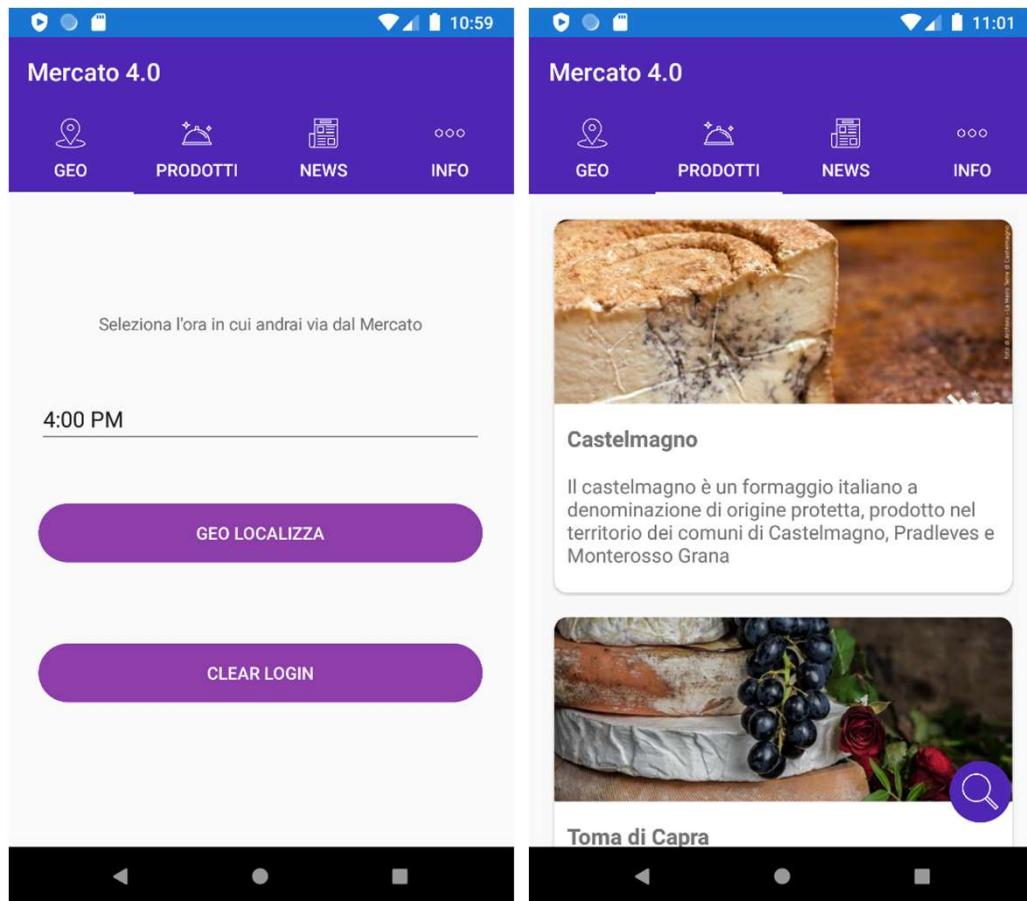 10:59
Mercato 4.0
GEO PRODOTTI NEWS INFO
Seleziona l'ora in cui andrai via dal Mercato
4:00 PM
GEO LOCALIZZA
CLEAR LOGIN
11:01
Mercato 4.0
GEO PRODOTTI NEWS INFO
Castelmagno
Il castelmagno è un formaggio italiano a
denominazione di origine protetta, prodotto nel
territorio dei comuni di Castelmagno, Pradleves e
Monterosso Grana
Toma di Capra